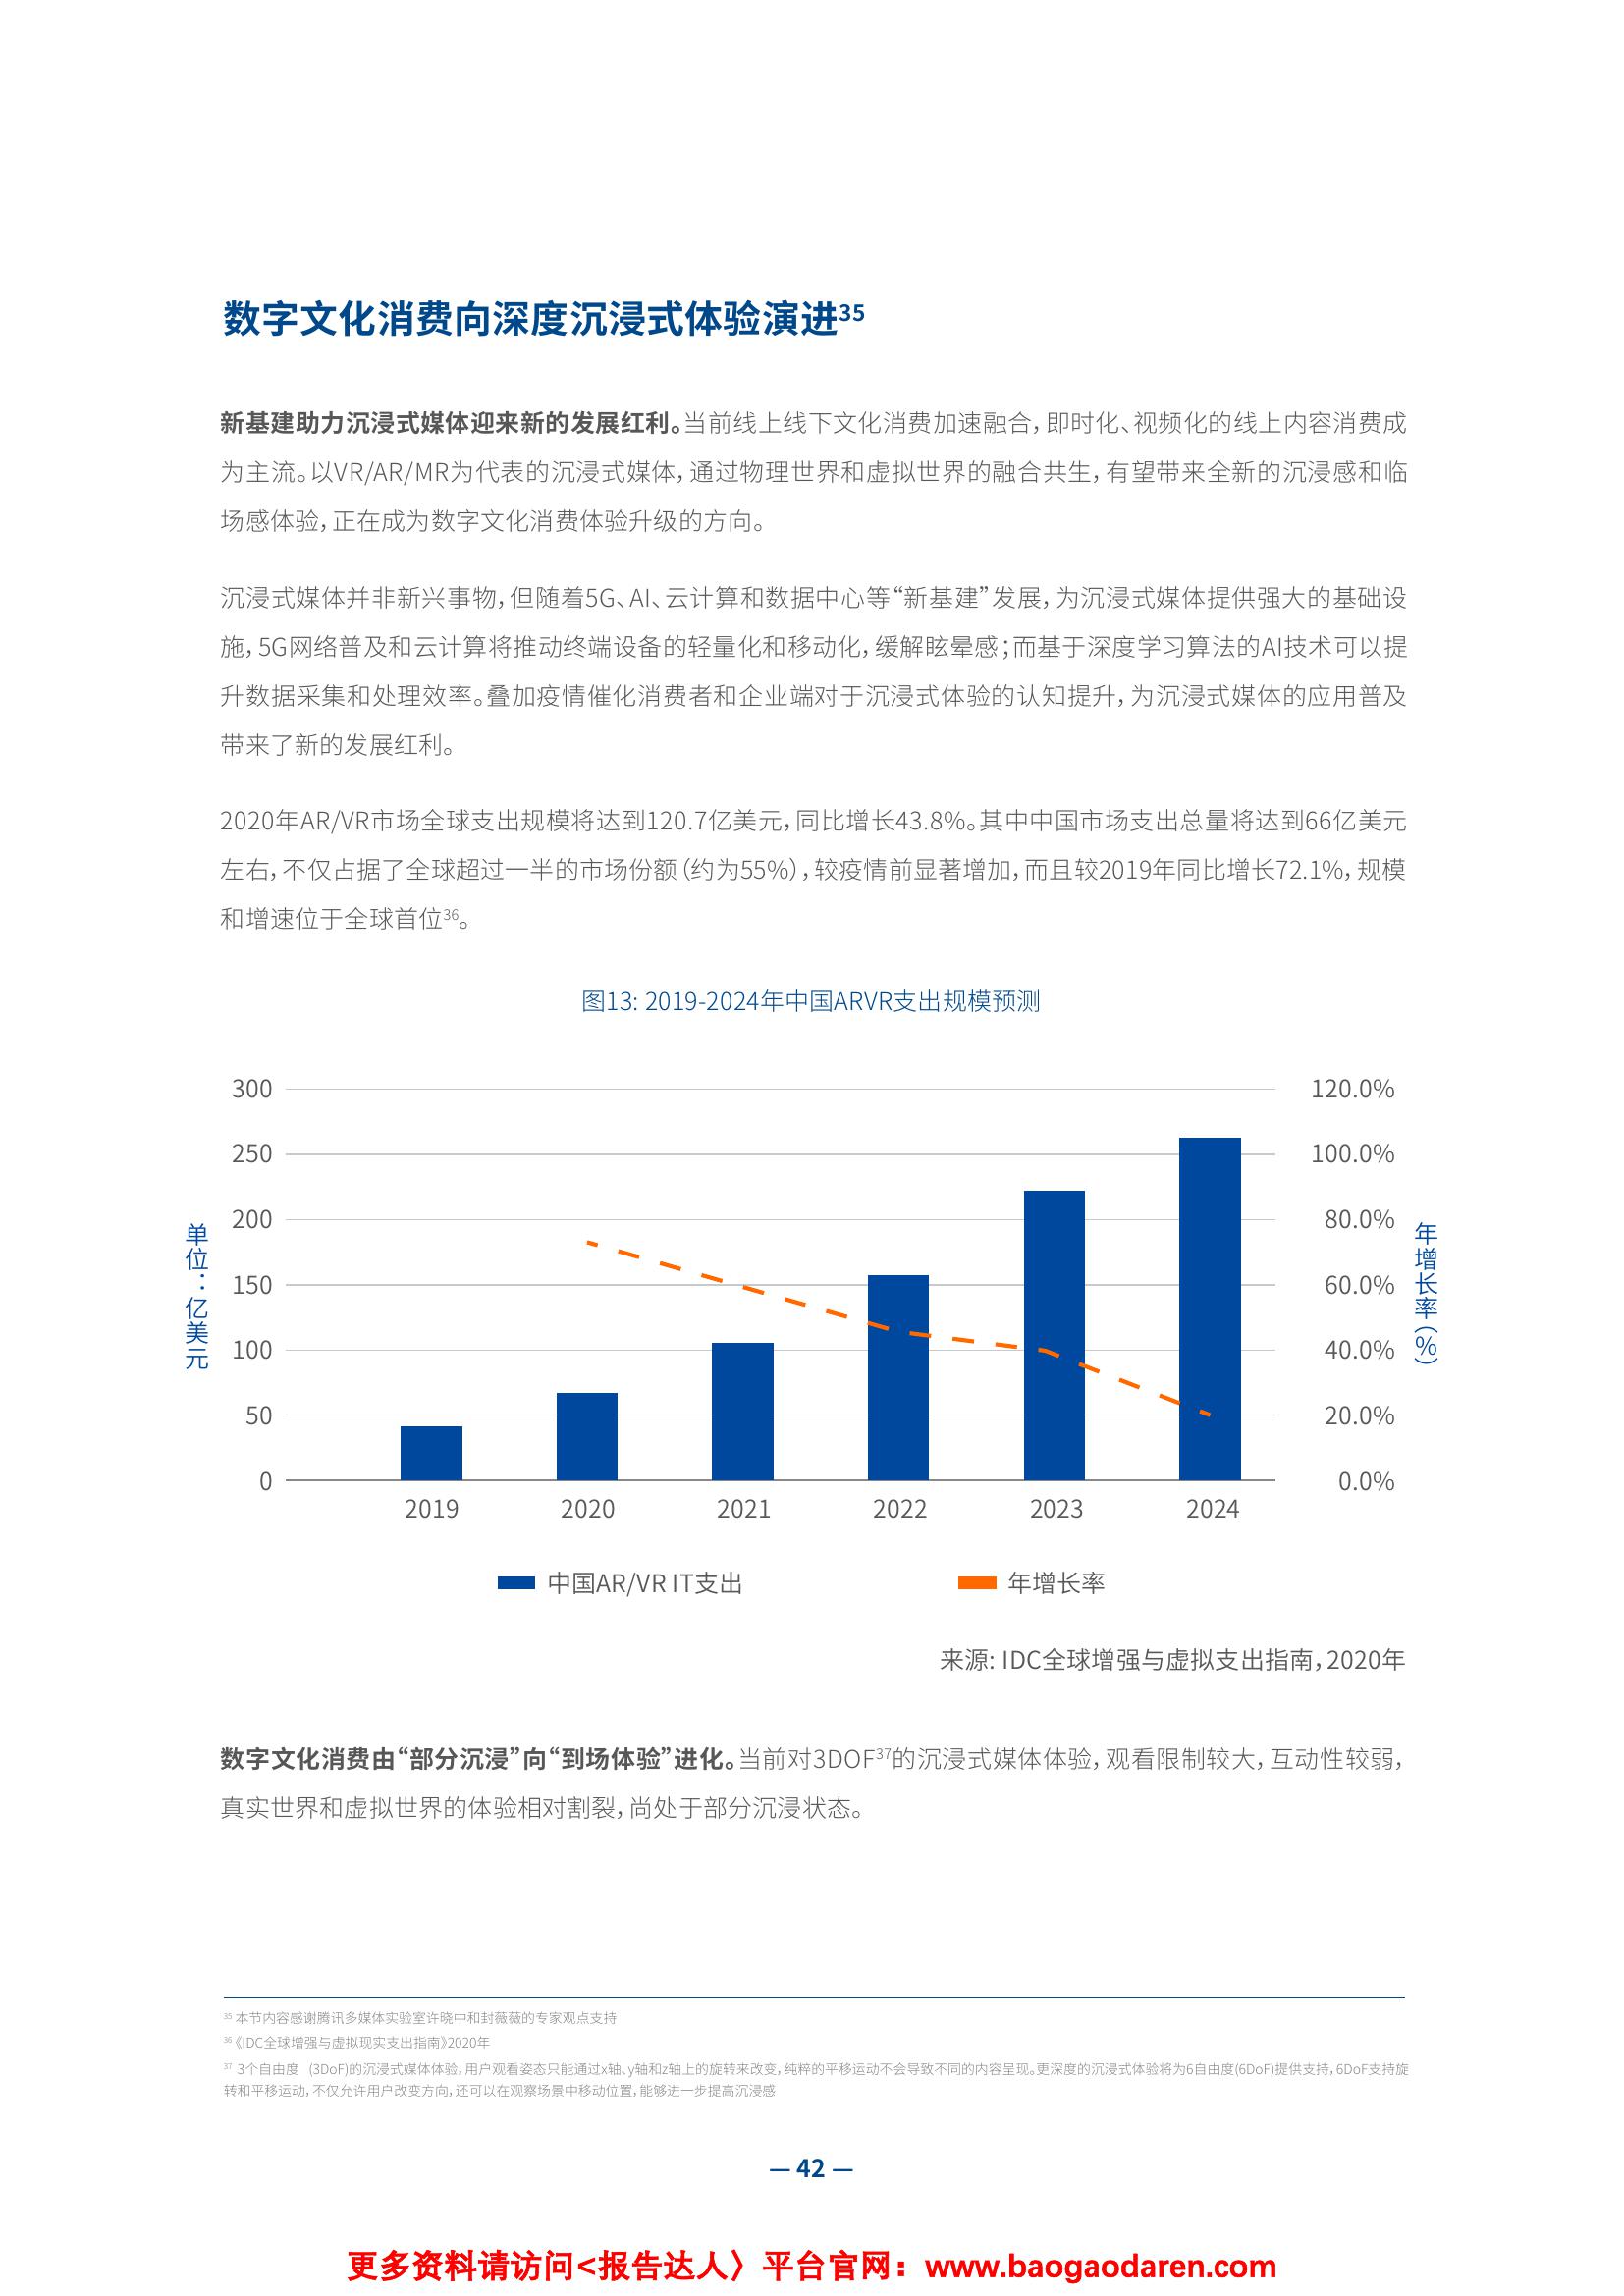 数字文化消费向深度沉浸式体验演进35
新基建助力沉浸式媒体迎来新的发展红利。当前线上线下文化消费加速融合，即时化、视频化的线上内容消费成
为主流。以VR/AR/MR为代表的沉浸式媒体，通过物理世界和虚拟世界的融合共生，有望带来全新的沉浸感和临
场感体验，正在成为数字文化消费体验升级的方向。
沉浸式媒体并非新兴事物，但随着5G、AI、云计算和数据中心等“新基建”发展，为沉浸式媒体提供强大的基础设
施，5G网络普及和云计算将推动终端设备的轻量化和移动化，缓解眩晕感；而基于深度学习算法的AI技术可以提
升数据采集和处理效率。叠加疫情催化消费者和企业端对于沉浸式体验的认知提升，为沉浸式媒体的应用普及
带来了新的发展红利。
2020年AR/VR市场全球支出规模将达到120.7亿美元，同比增长43.8%。其中中国市场支出总量将达到66亿美元
左右，不仅占据了全球超过一半的市场份额（约为55%），较疫情前显著增加，而且较2019年同比增长72.1%，规模
和增速位于全球首位36。
图13: 2019-2024年中国ARVR支出规模预测
300
250
200
150
100
50
0
单位：亿美元
120.0%
100.0%
80.0%
60.0%
40.0%
20.0%
0.0%
年增长率（%）
2019 2020 2021 2022 2023 2024
中国AR/VR IT支出 年增长率
来源: IDC全球增强与虚拟支出指南，2020年
数字文化消费由“部分沉浸”向“到场体验”进化。当前对3DOF37的沉浸式媒体体验，观看限制较大，互动性较弱，
真实世界和虚拟世界的体验相对割裂，尚处于部分沉浸状态。
35 本节内容感谢腾讯多媒体实验室许晓中和封薇薇的专家观点支持
36《IDC全球增强与虚拟现实支出指南》2020年
37 3个自由度 (3DoF)的沉浸式媒体体验，用户观看姿态只能通过x轴、y轴和z轴上的旋转来改变，纯粹的平移运动不会导致不同的内容呈现。更深度的沉浸式体验将为6自由度(6DoF)提供支持，6DoF支持旋
转和平移运动，不仅允许用户改变方向，还可以在观察场景中移动位置，能够进一步提高沉浸感
— 42 —
更多资料请访问<报告达人〉平台官网：www.baogaodaren.com